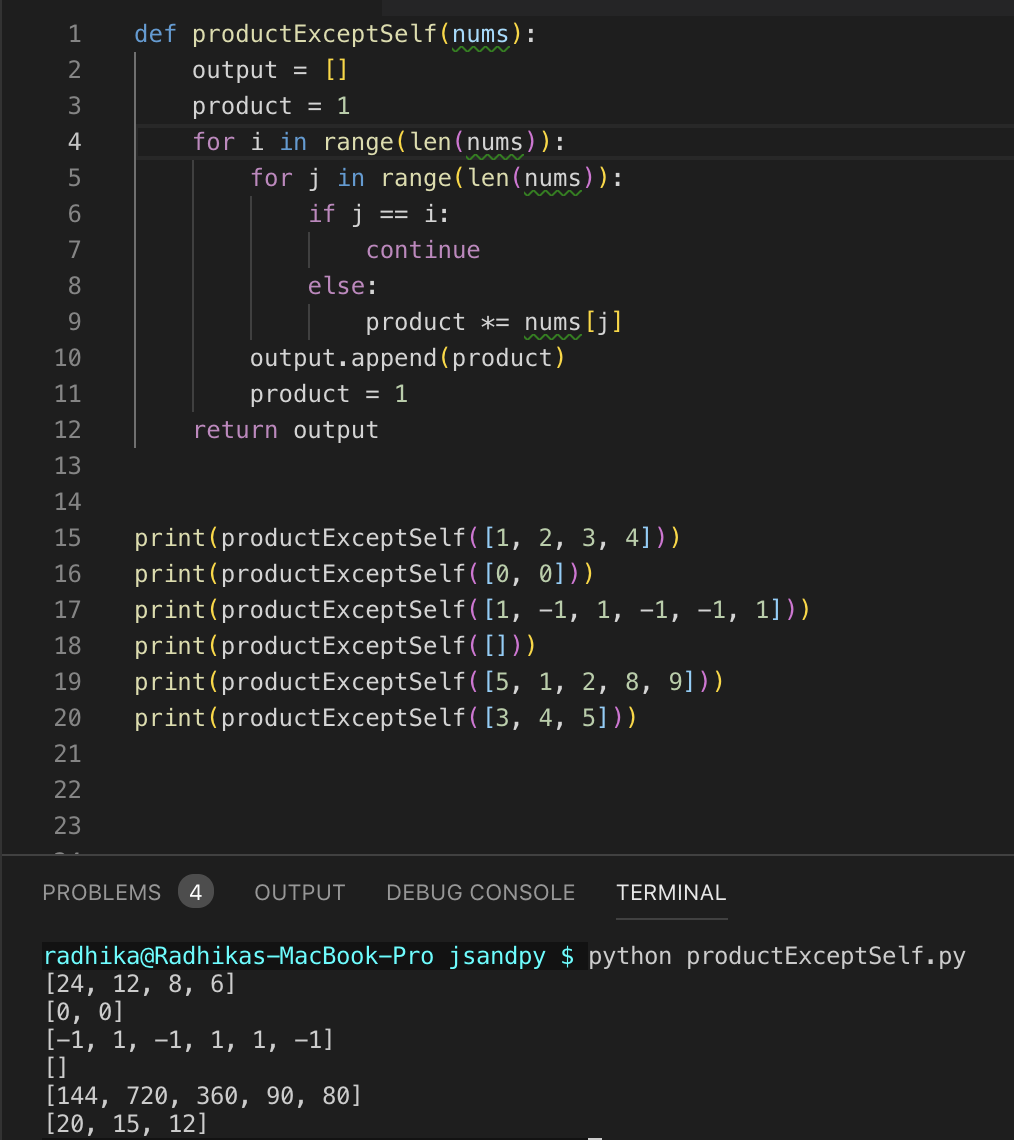 1 def productExceptSelf(nums):
2 output = []
3 product = 1
4 for i in range(len(nums)):
5 for j in range(len(nums)):
6 if j == i:
7 continue
8 else:
9 product *= nums[j]
10 output.append(product)
11 product = 1
12 return output
13
14
15 print(productExceptSelf([1, 2, 3, 4]))
16 print(productExceptSelf([0, 0]))
17 print(productExceptSelf([1, -1, 1, -1, -1, 1]))
18 print(productExceptSelf([]))
19 print(productExceptSelf([5, 1, 2, 8, 9]))
20 print(productExceptSelf([3, 4, 5]))
21
22
23
PROBLEMS 4 OUTPUT DEBUG CONSOLE TERMINAL
radhika@Radhikas-MacBook-Pro jsandpy $ python productExceptSelf.py
[24, 12, 8, 6]
[0, 0]
[-1, 1, -1, 1, 1, -1]
[]
[144, 720, 360, 90, 80]
[20, 15, 12]